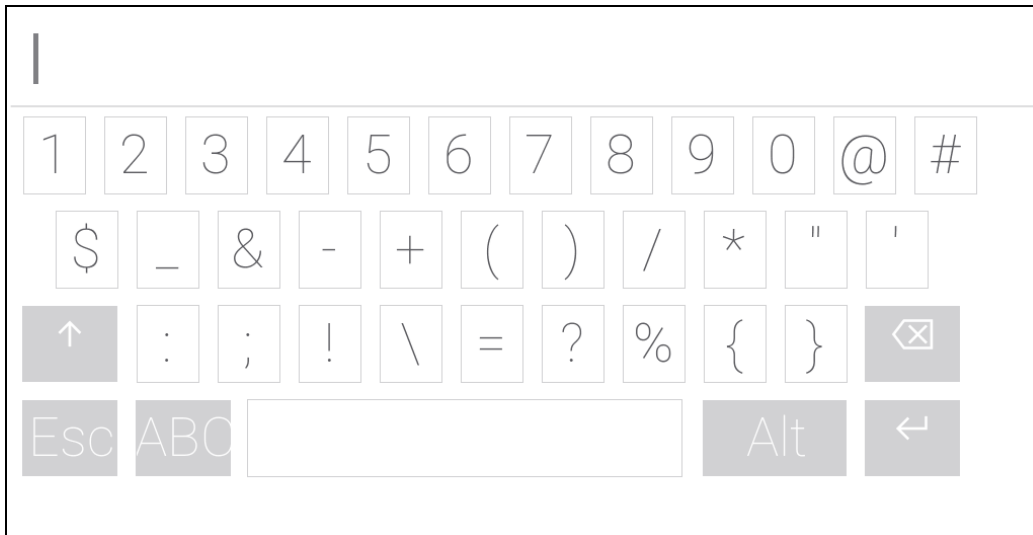 1 2 3 4 5 6 7 8 9 0 @ #
$ _ & - + ( ) / * " '
: ; ! \ = ? % { }
Esc ABC Alt